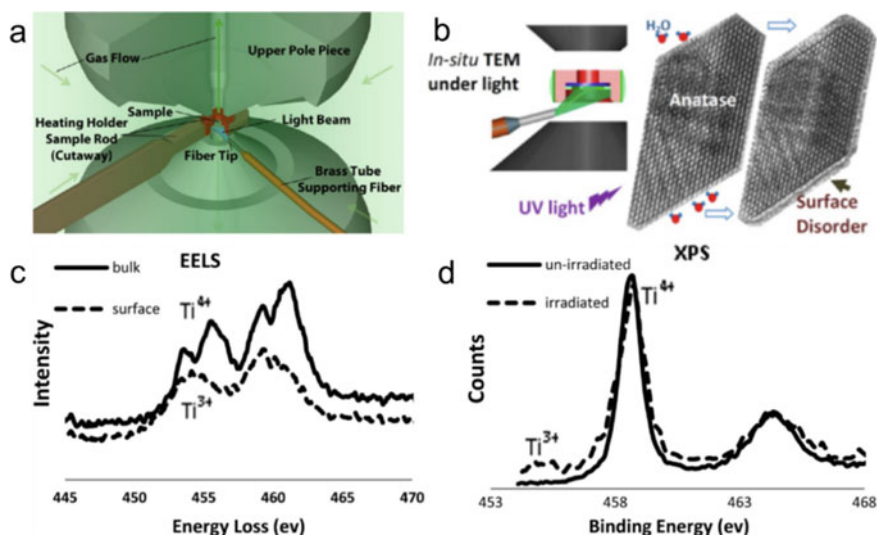 a
Gas Flow
Upper Pole Piece
Sample
Heating Holder
Sample Rod
(Cutaway)
Light Beam
Fiber Tip
Brass Tube
Supporting Fiber
b
In-situ TEM
under light
H2O
Anatase
UV light
Surface
Disorder
c
EELS
bulk
surface
Ti4+
Ti3+
Intensity
445 450 455 460 465 470
Energy Loss (ev)
d
XPS
un-irradiated
irradiated
Ti4+
Ti3+
Counts
453 458 463 468
Binding Energy (ev)